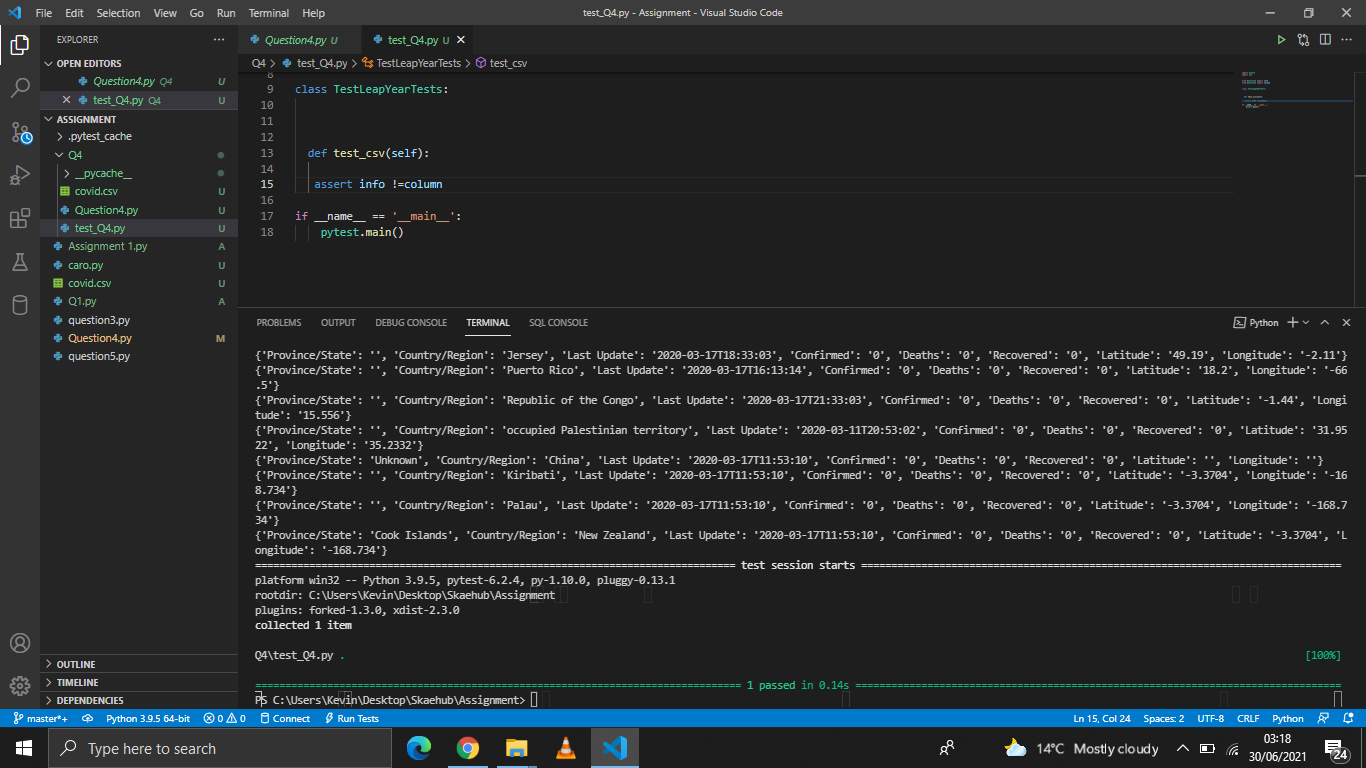 File Edit Selection View Go Run Terminal Help test_Q4.py - Assignment - Visual Studio Code
EXPLORER
OPEN EDITORS
Question4.py Q4 U
test_Q4.py Q4 U
ASSIGNMENT
.pytest_cache
Q4
__pycache__
covid.csv U
Question4.py U
test_Q4.py U
Assignment 1.py A
caro.py U
covid.csv U
Q1.py A
question3.py
Question4.py M
question5.py
OUTLINE
TIMELINE
DEPENDENCIES
Question4.py U test_Q4.py U
Q4 > test_Q4.py > TestLeapYearTests > test_csv
8
9 class TestLeapYearTests:
10
11
12
13 def test_csv(self):
14
15 assert info !=column
16
17 if __name__ == '__main__':
18 pytest.main()
PROBLEMS OUTPUT DEBUG CONSOLE TERMINAL SQL CONSOLE Python
{'Province/State': '', 'Country/Region': 'Jersey', 'Last Update': '2020-03-17T18:33:03', 'Confirmed': '0', 'Deaths': '0', 'Recovered': '0', 'Latitude': '49.19', 'Longitude': '-2.11'}
{'Province/State': '', 'Country/Region': 'Puerto Rico', 'Last Update': '2020-03-17T16:13:14', 'Confirmed': '0', 'Deaths': '0', 'Recovered': '0', 'Latitude': '18.2', 'Longitude': '-66
.5'}
{'Province/State': '', 'Country/Region': 'Republic of the Congo', 'Last Update': '2020-03-17T21:33:03', 'Confirmed': '0', 'Deaths': '0', 'Recovered': '0', 'Latitude': '-1.44', 'Longi
tude': '15.556'}
{'Province/State': '', 'Country/Region': 'occupied Palestinian territory', 'Last Update': '2020-03-11T20:53:02', 'Confirmed': '0', 'Deaths': '0', 'Recovered': '0', 'Latitude': '31.95
22', 'Longitude': '35.2332'}
{'Province/State': 'Unknown', 'Country/Region': 'China', 'Last Update': '2020-03-17T11:53:10', 'Confirmed': '0', 'Deaths': '0', 'Recovered': '0', 'Latitude': '', 'Longitude': ''}
{'Province/State': '', 'Country/Region': 'Kiribati', 'Last Update': '2020-03-17T11:53:10', 'Confirmed': '0', 'Deaths': '0', 'Recovered': '0', 'Latitude': '-3.3704', 'Longitude': '-16
8.734'}
{'Province/State': '', 'Country/Region': 'Palau', 'Last Update': '2020-03-17T11:53:10', 'Confirmed': '0', 'Deaths': '0', 'Recovered': '0', 'Latitude': '-3.3704', 'Longitude': '-168.7
34'}
{'Province/State': 'Cook Islands', 'Country/Region': 'New Zealand', 'Last Update': '2020-03-17T11:53:10', 'Confirmed': '0', 'Deaths': '0', 'Recovered': '0', 'Latitude': '-3.3704', 'L
ongitude': '-168.734'}
================ test session starts ================
platform win32 -- Python 3.9.5, pytest-6.2.4, py-1.10.0, pluggy-0.13.1
rootdir: C:\Users\Kevin\Desktop\Skaehub\Assignment
plugins: forked-1.3.0, xdist-2.3.0
collected 1 item
Q4\test_Q4.py . [100%]
================ 1 passed in 0.14s ================
PS C:\Users\Kevin\Desktop\Skaehub\Assignment>
master*+ Python 3.9.5 64-bit 0 0 Connect Run Tests Ln 15, Col 24 Spaces: 2 UTF-8 CRLF Python
Type here to search 14°C Mostly cloudy 03:18
30/06/2021 24